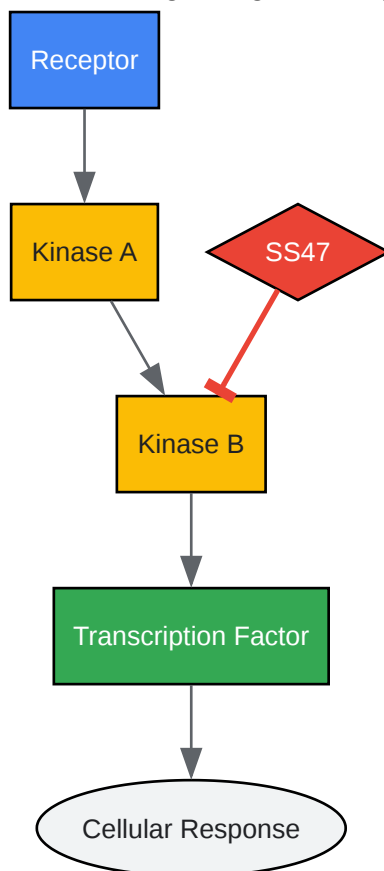 Receptor
Kinase A
SS47
Kinase B
Transcription Factor
Cellular Response